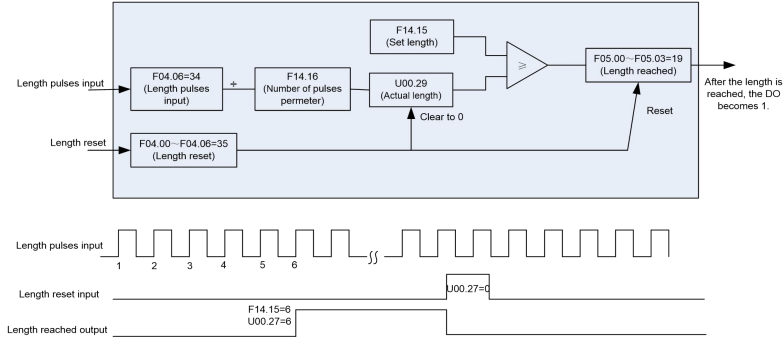 F14.15
(Set length)
Length pulses input
F04.06=34
(Length pulses
input)
÷
F14.16
(Number of pulses
permeter)
U00.29
(Actual length)
≥
F05.00～F05.03=19
(Length reached)
After the length is
reached, the DO
becomes 1.
Clear to 0
Reset
Length reset
F04.00～F04.06=35
(Length reset)
Length pulses input
1 2 3 4 5 6
Length reset input
U00.27=0
F14.15=6
U00.27=6
Length reached output